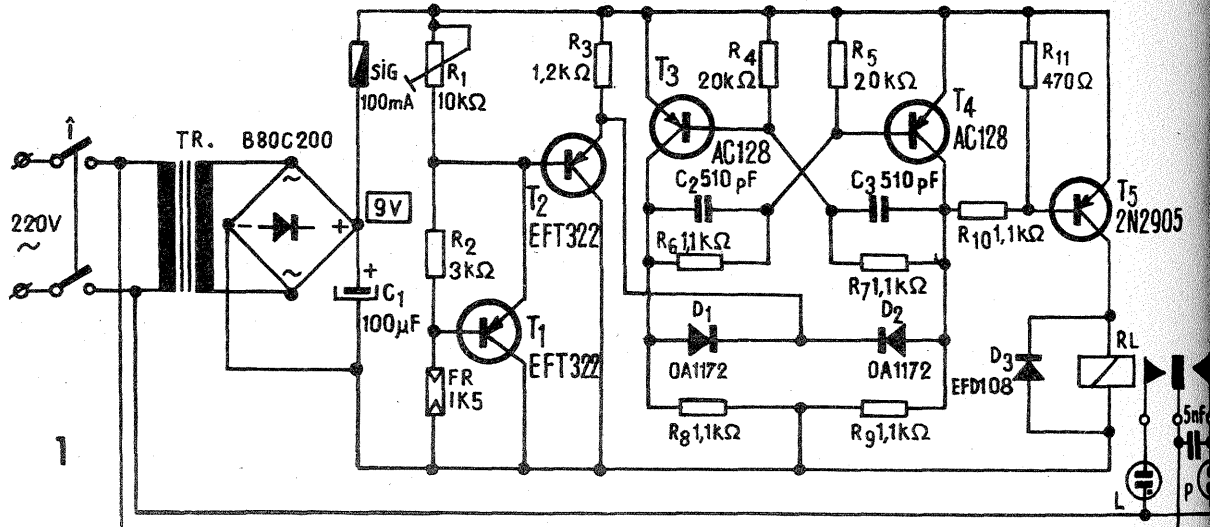 Î
220V
~
TR.
B80C200
~
- +
~
9V
SIG
100mA
+
C1
100µF
R1
10kΩ
R2
3kΩ
FR
1K5
T1
EFT322
T2
EFT322
R3
1,2kΩ
T3
AC128
R4
20kΩ
R5
20kΩ
T4
AC128
C2 510 pF
C3 510 pF
R6 1,1kΩ
R7 1,1kΩ
R10 1,1kΩ
D1
OA1172
D2
OA1172
R8 1,1kΩ
R9 1,1kΩ
R11
470Ω
T5
2N2905
D3
EFD108
RL
5nf
L
P
1